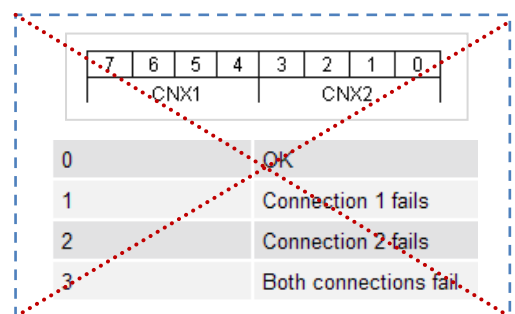 7 6 5 4 3 2 1 0
CNX1 CNX2
0 OK
1 Connection 1 fails
2 Connection 2 fails
3 Both connections fail